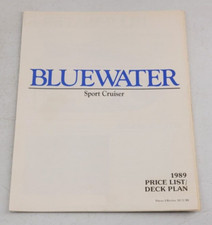 BLUEWATER
Sport Cruiser
1989
PRICE LIST/
DECK PLAN